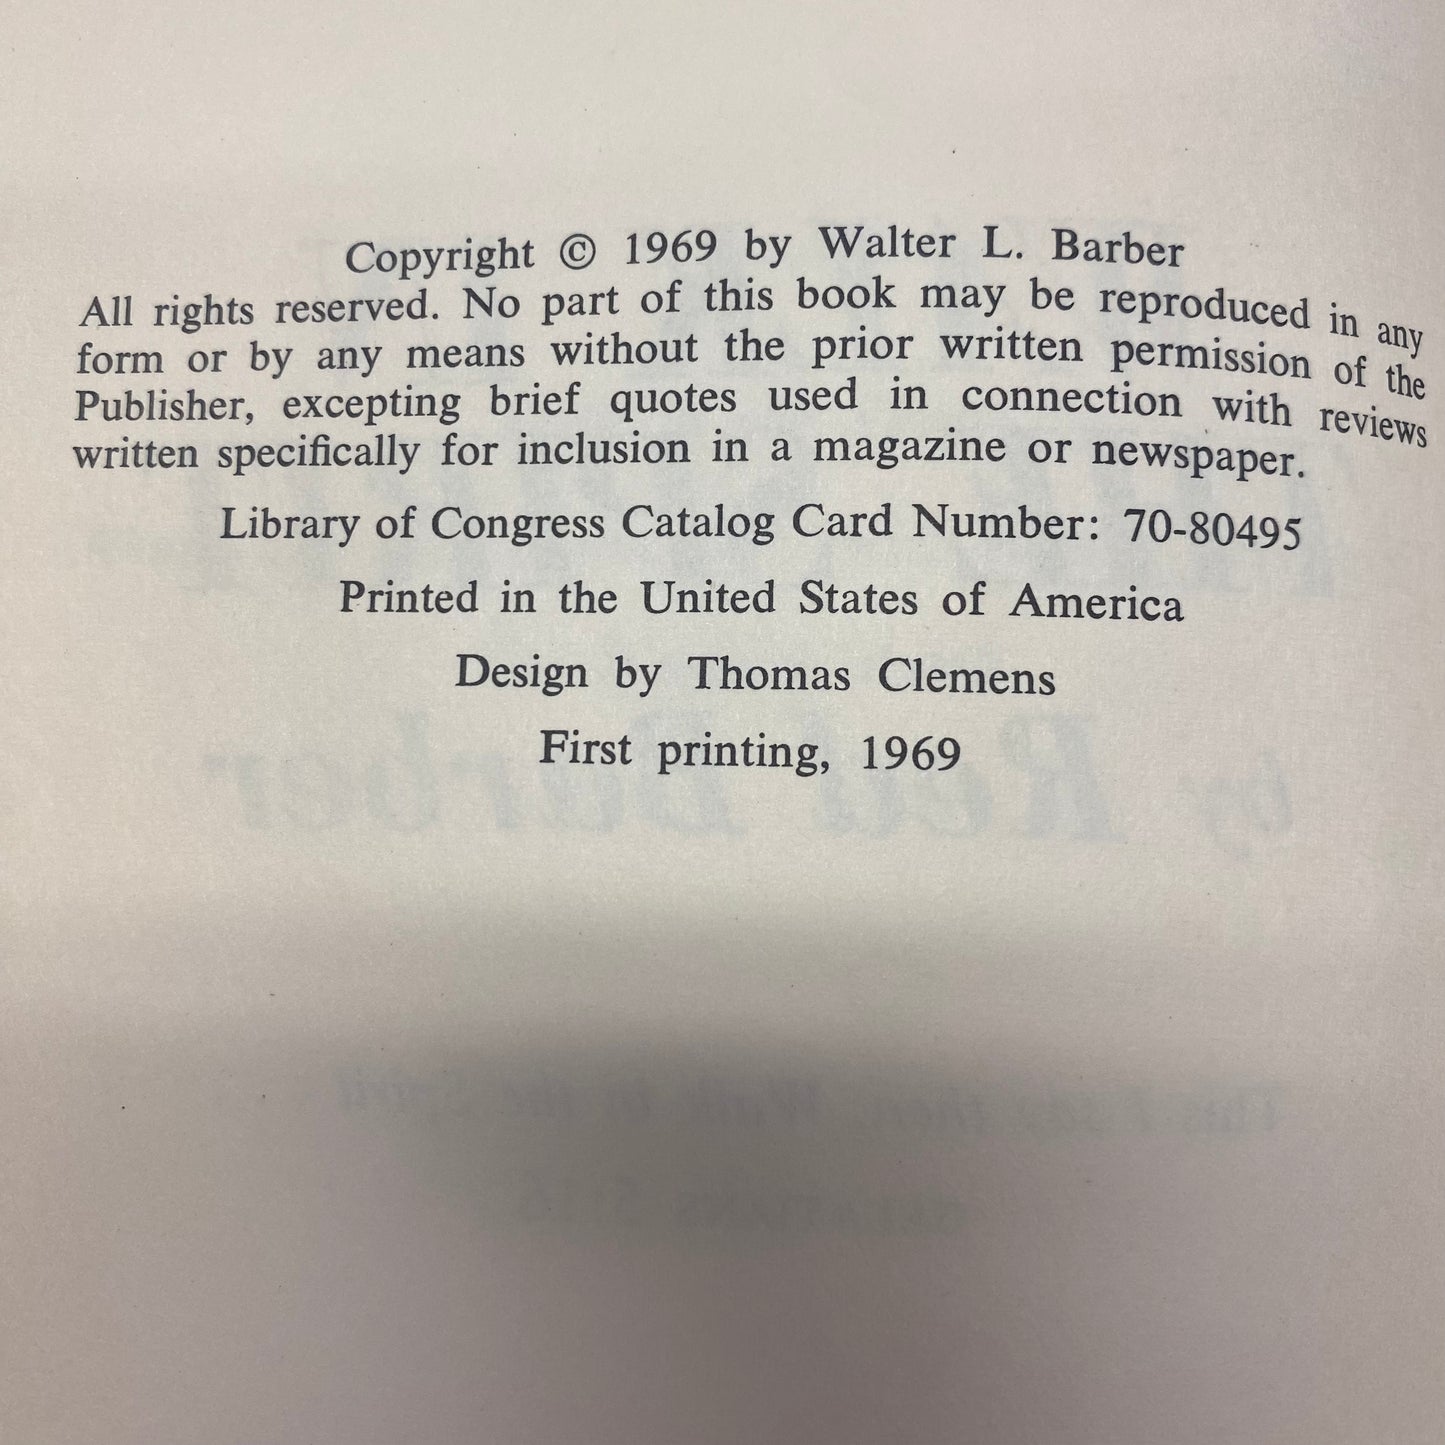 Copyright © 1969 by Walter L. Barber
All rights reserved. No part of this book may be reproduced in any
form or by any means without the prior written permission of the
Publisher, excepting brief quotes used in connection with reviews
written specifically for inclusion in a magazine or newspaper.
Library of Congress Catalog Card Number: 70-80495
Printed in the United States of America
Design by Thomas Clemens
First printing, 1969
by Red Barber